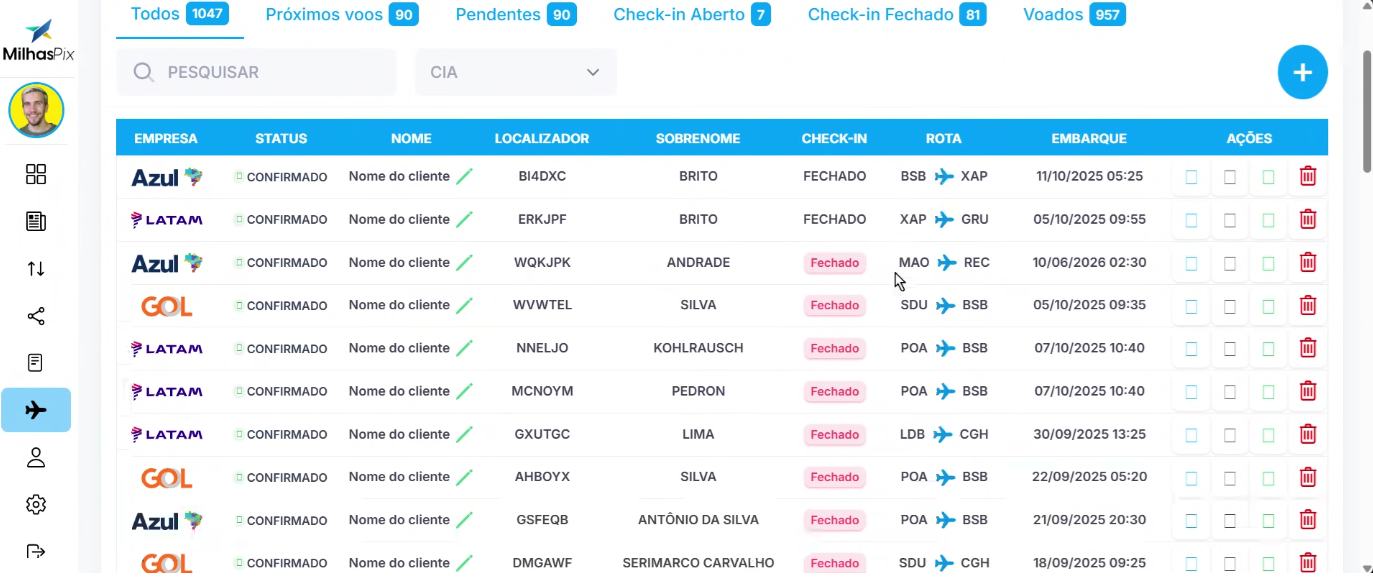 Todos 1047 Próximos voos 90 Pendentes 90 Check-in Aberto 7 Check-in Fechado 81 Voados 957
MilhasPix
PESQUISAR CIA
EMPRESA STATUS NOME LOCALIZADOR SOBRENOME CHECK-IN ROTA EMBARQUE AÇÕES
Azul CONFIRMADO Nome do cliente BI4DXC BRITO FECHADO BSB XAP 11/10/2025 05:25
LATAM CONFIRMADO Nome do cliente ERKJPF BRITO FECHADO XAP GRU 05/10/2025 09:55
Azul CONFIRMADO Nome do cliente WQKJPK ANDRADE Fechado MAO REC 10/06/2026 02:30
GOL CONFIRMADO Nome do cliente WVWTEL SILVA Fechado SDU BSB 05/10/2025 09:35
LATAM CONFIRMADO Nome do cliente NNELJO KOHLRAUSCH Fechado POA BSB 07/10/2025 10:40
LATAM CONFIRMADO Nome do cliente MCNOYM PEDRON Fechado POA BSB 07/10/2025 10:40
LATAM CONFIRMADO Nome do cliente GXUTGC LIMA Fechado LDB CGH 30/09/2025 13:25
GOL CONFIRMADO Nome do cliente AHBOYX SILVA Fechado POA BSB 22/09/2025 05:20
Azul CONFIRMADO Nome do cliente GSFEQB ANTÔNIO DA SILVA Fechado POA BSB 21/09/2025 20:30
GOL CONFIRMADO Nome do cliente DMGAWF SERIMARCO CARVALHO Fechado SDU CGH 18/09/2025 09:25